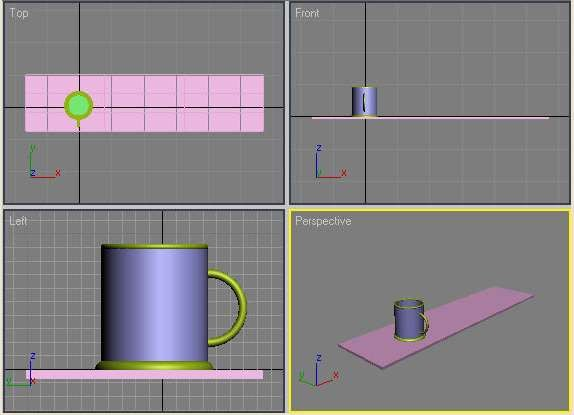 Top
y
z x
Front
z
y x
Left
z
y x
Perspective
z
y x